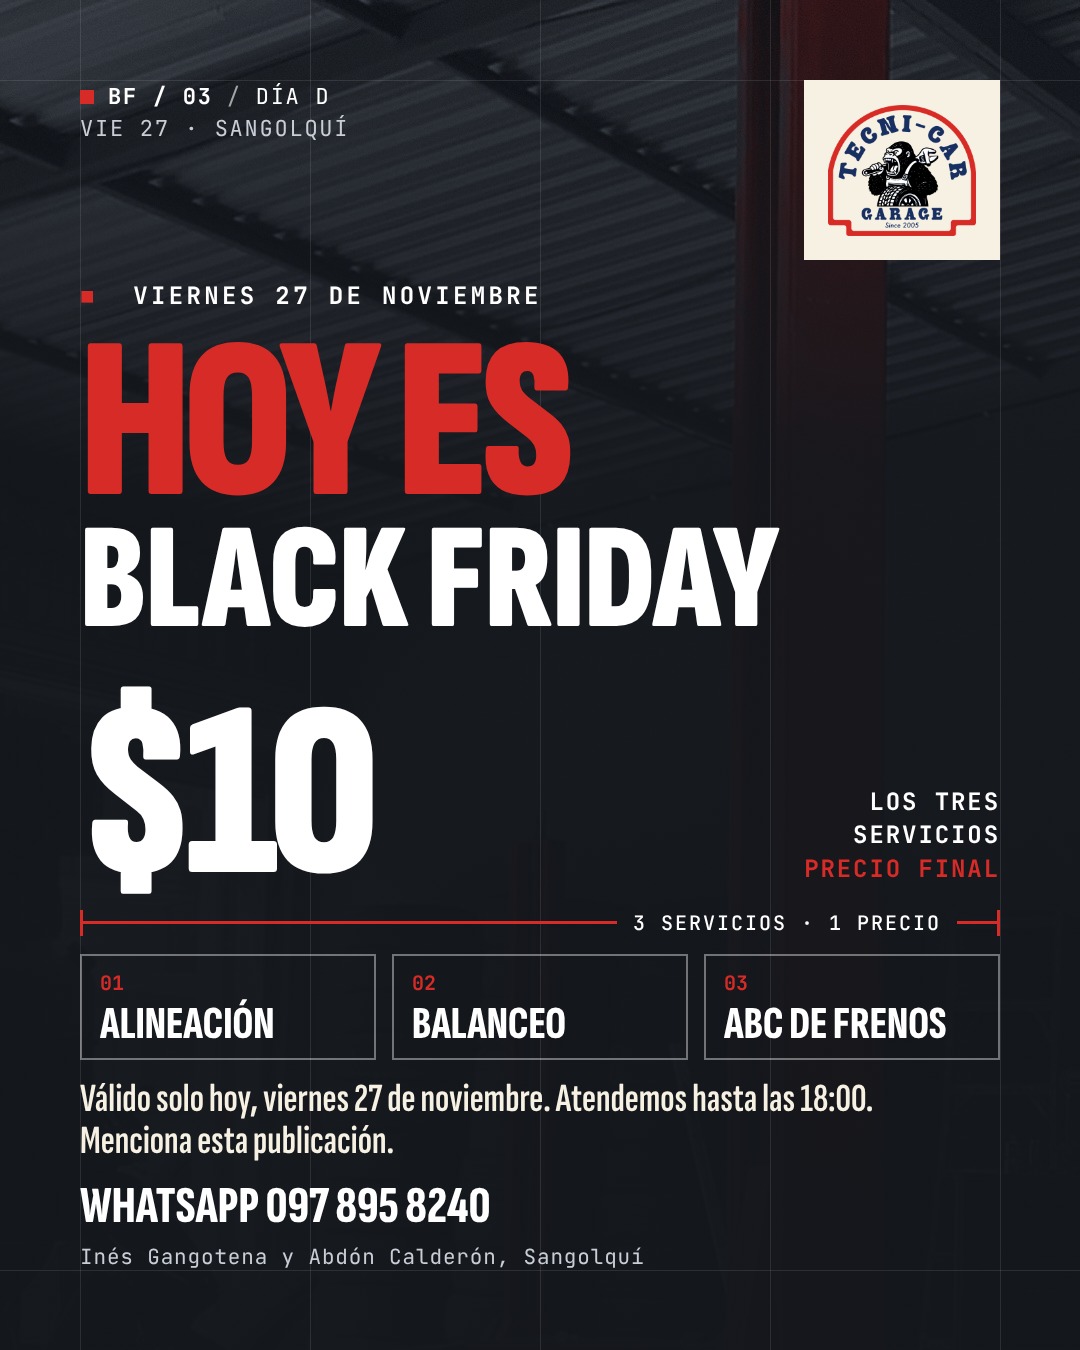 BF / 03 / DÍA D
VIE 27 · SANGOLQUÍ
TECNI-CAR
GARAGE
Since 2005
VIERNES 27 DE NOVIEMBRE
HOY ES
BLACK FRIDAY
$10
LOS TRES
SERVICIOS
PRECIO FINAL
3 SERVICIOS · 1 PRECIO
01
ALINEACIÓN
02
BALANCEO
03
ABC DE FRENOS
Válido solo hoy, viernes 27 de noviembre. Atendemos hasta las 18:00.
Menciona esta publicación.
WHATSAPP 097 895 8240
Inés Gangotena y Abdón Calderón, Sangolquí